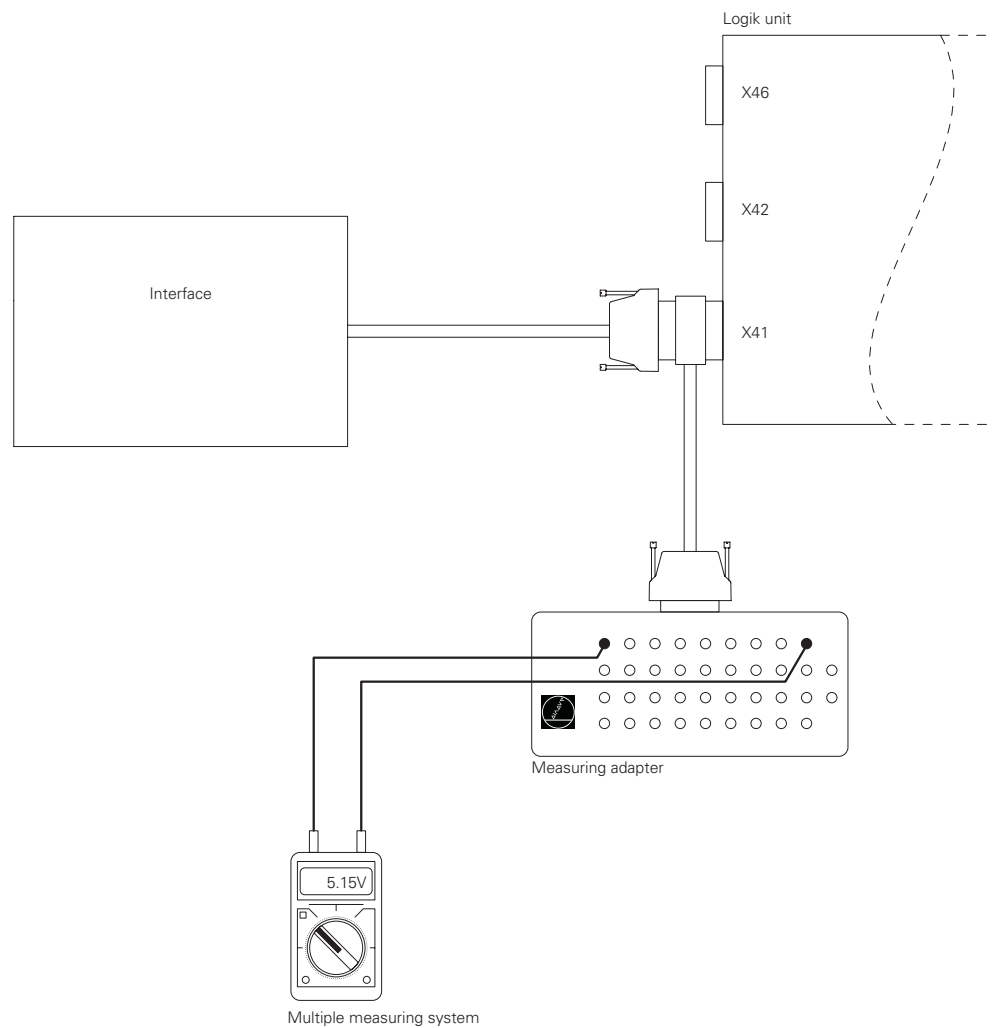 Logik unit
X46
X42
Interface
X41
Measuring adapter
5.15V
Multiple measuring system